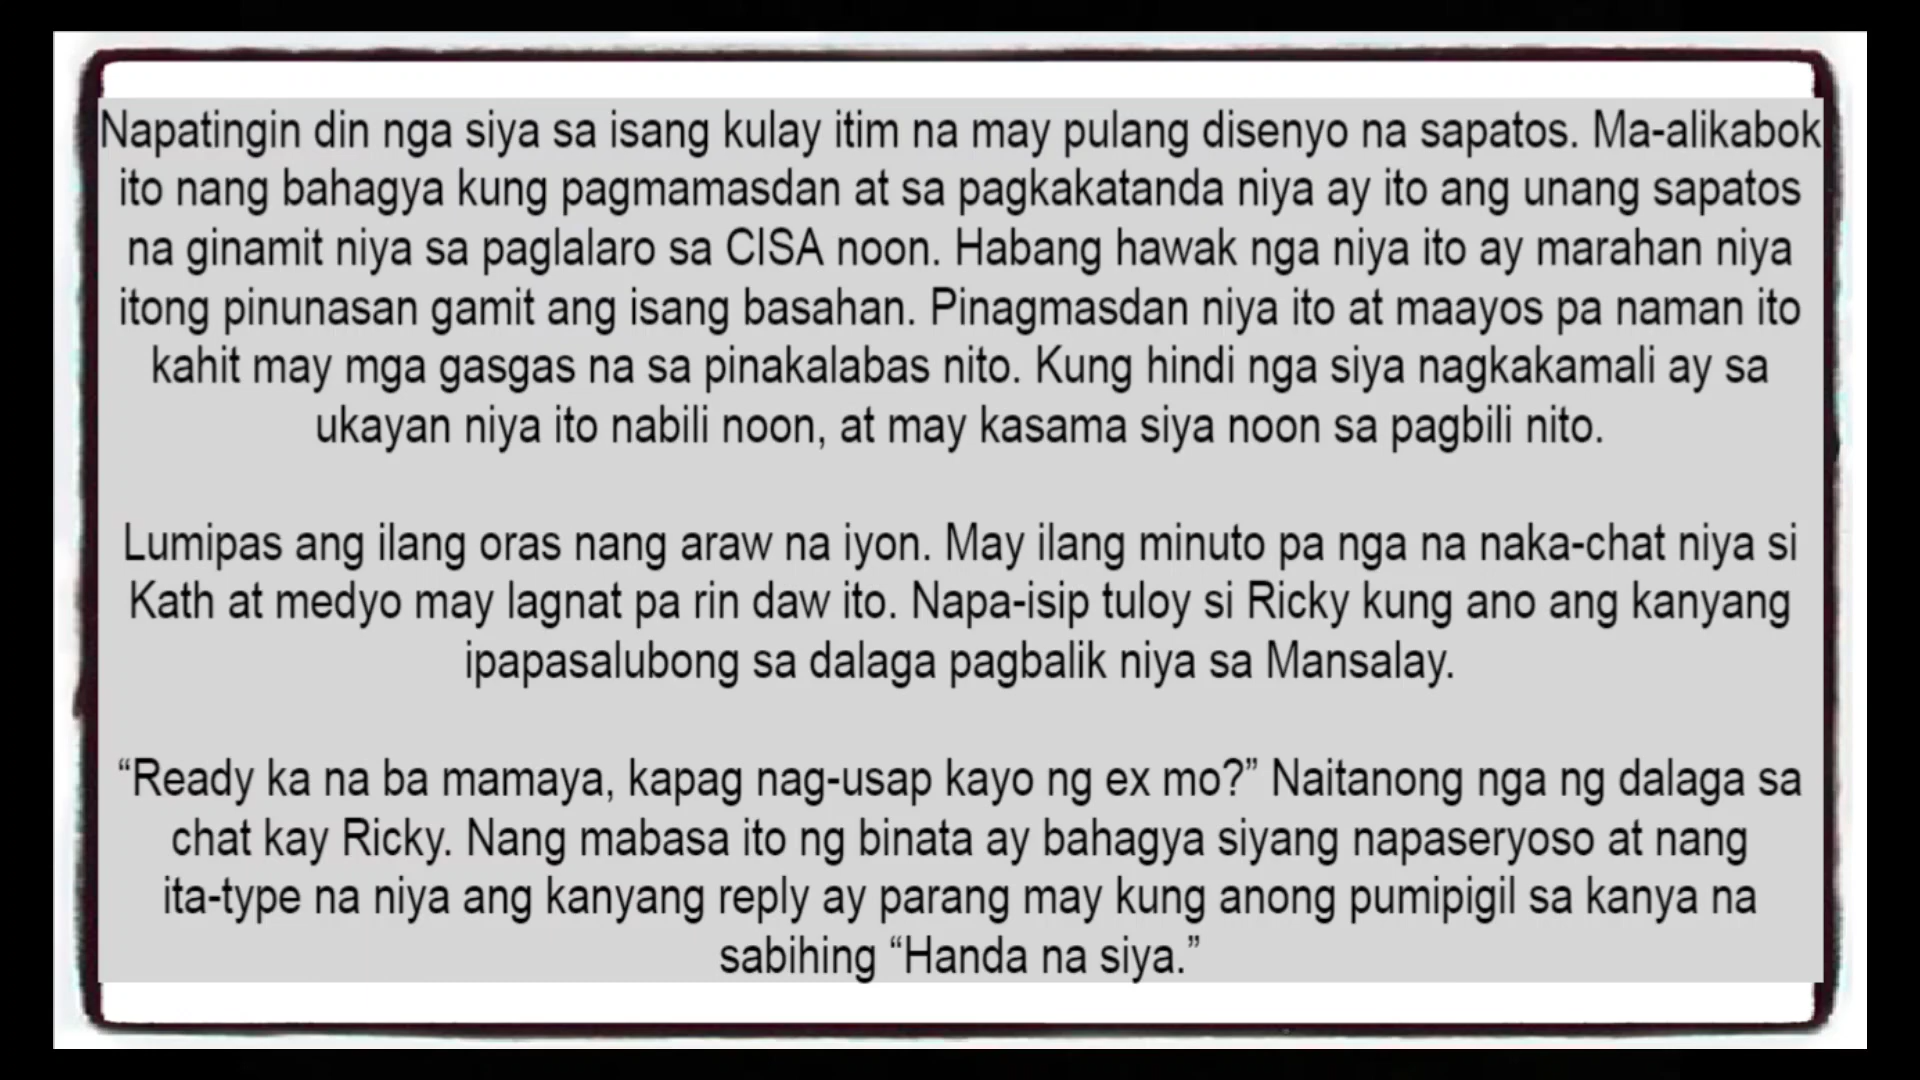 Napatingin din nga siya sa isang kulay itim na may pulang disenyo na sapatos. Ma-alikabok
ito nang bahagya kung pagmamasdan at sa pagkakatanda niya ay ito ang unang sapatos
na ginamit niya sa paglalaro sa CISA noon. Habang hawak nga niya ito ay marahan niya
itong pinunasan gamit ang isang basahan. Pinagmasdan niya ito at maayos pa naman ito
kahit may mga gasgas na sa pinakalabas nito. Kung hindi nga siya nagkakamali ay sa
ukayan niya ito nabili noon, at may kasama siya noon sa pagbili nito.
Lumipas ang ilang oras nang araw na iyon. May ilang minuto pa nga na naka-chat niya si
Kath at medyo may lagnat pa rin daw ito. Napa-isip tuloy si Ricky kung ano ang kanyang
ipapasalubong sa dalaga pagbalik niya sa Mansalay.
“Ready ka na ba mamaya, kapag nag-usap kayo ng ex mo?” Naitanong nga ng dalaga sa
chat kay Ricky. Nang mabasa ito ng binata ay bahagya siyang napaseryoso at nang
ita-type na niya ang kanyang reply ay parang may kung anong pumipigil sa kanya na
sabihing “Handa na siya.”